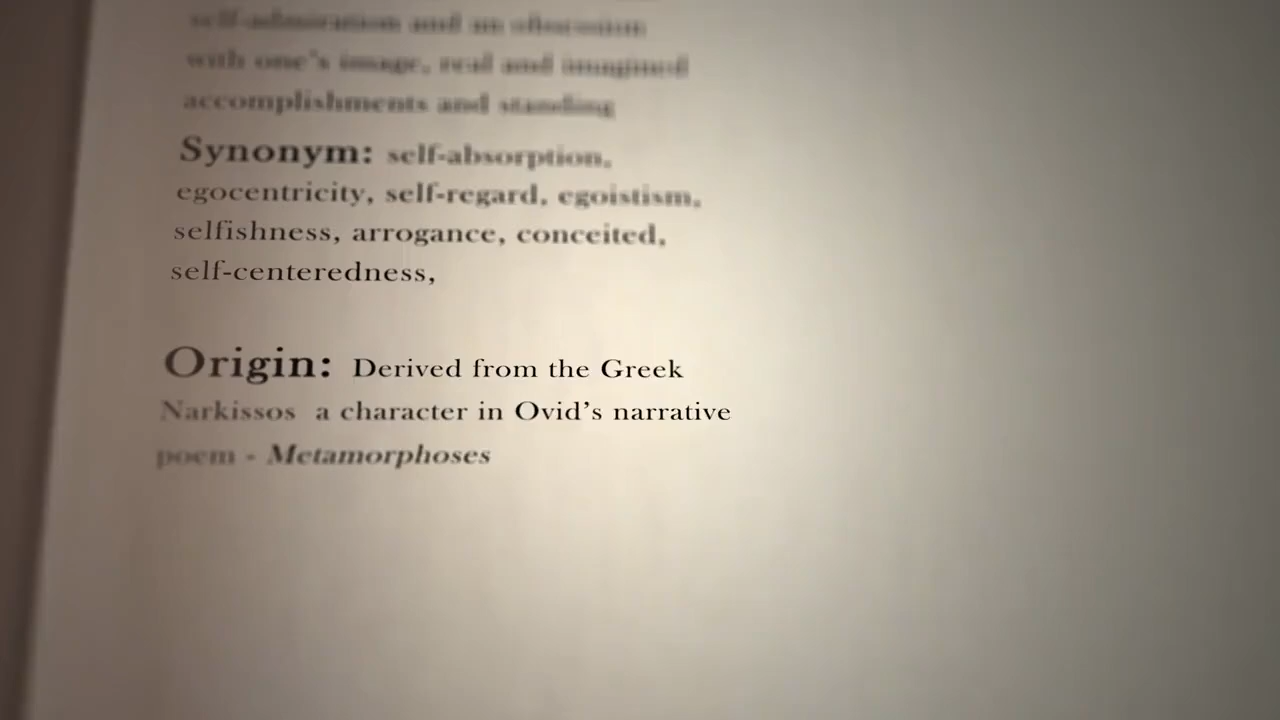 self-admiration and an obsession
with one's image, real and imagined
accomplishments and standing
Synonym: self-absorption,
egocentricity, self-regard, egoistism,
selfishness, arrogance, conceited,
self-centeredness,
Origin: Derived from the Greek
Narkissos a character in Ovid's narrative
poem - Metamorphoses